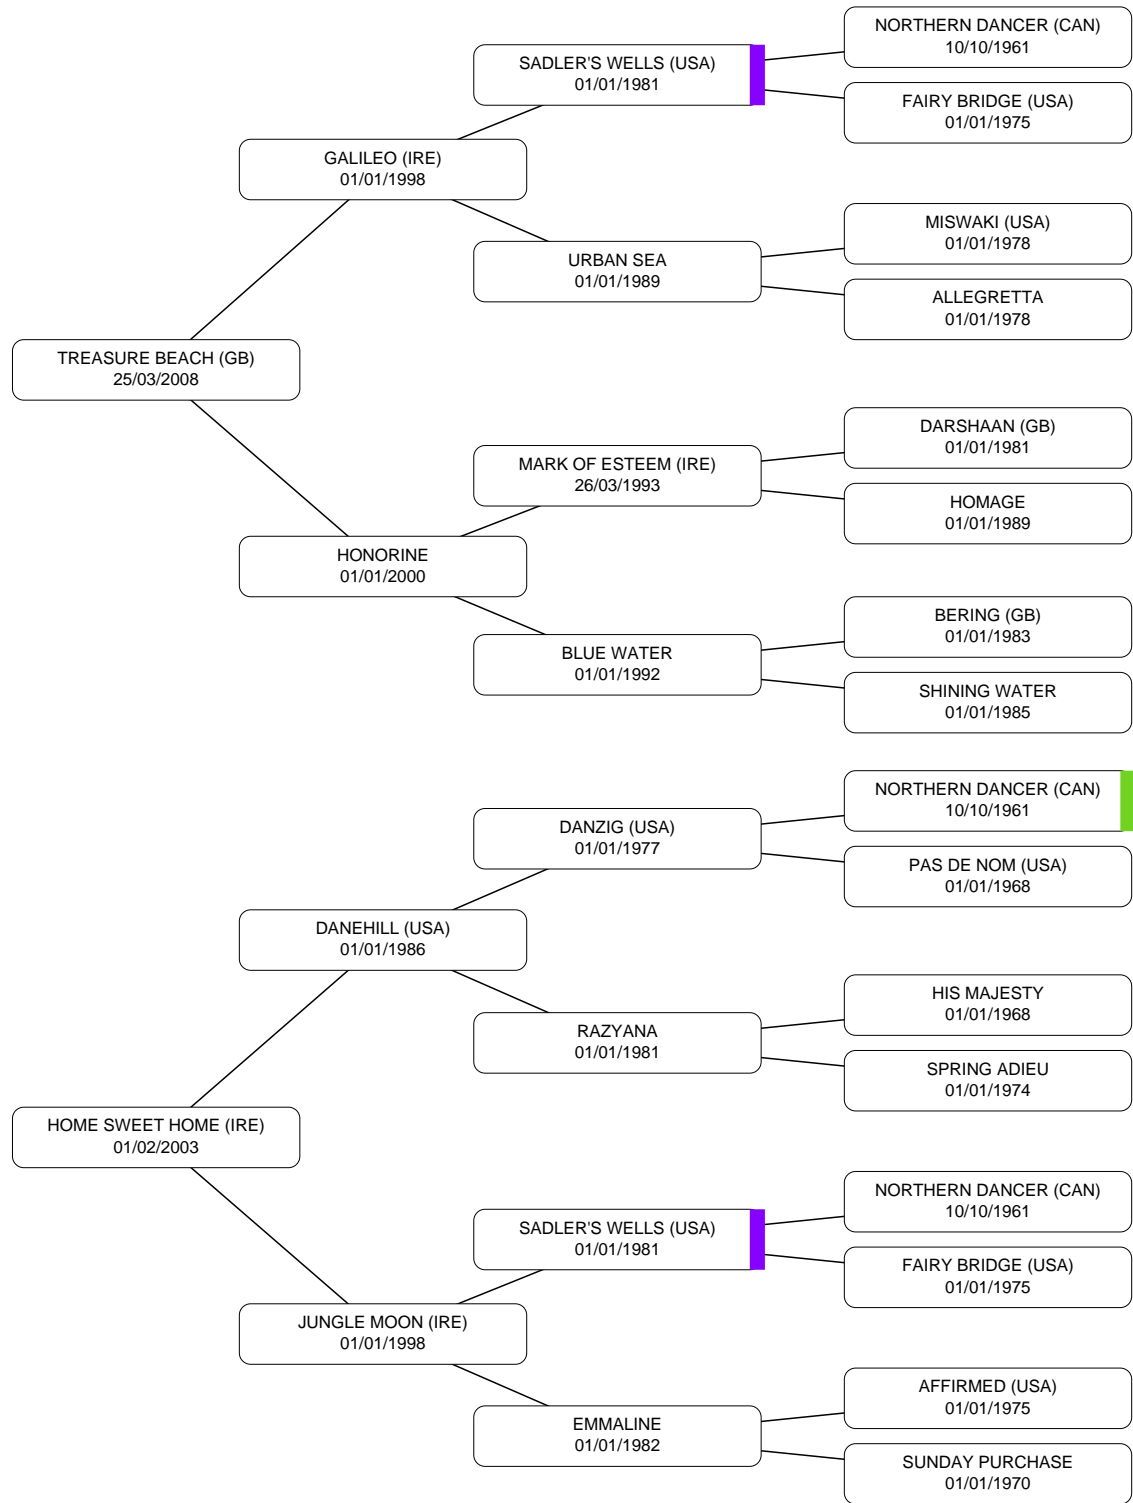 NORTHERN DANCER (CAN)
10/10/1961
SADLER'S WELLS (USA)
01/01/1981
FAIRY BRIDGE (USA)
01/01/1975
GALILEO (IRE)
01/01/1998
MISWAKI (USA)
01/01/1978
URBAN SEA
01/01/1989
ALLEGRETTA
01/01/1978
TREASURE BEACH (GB)
25/03/2008
DARSHAAN (GB)
01/01/1981
MARK OF ESTEEM (IRE)
26/03/1993
HOMAGE
01/01/1989
HONORINE
01/01/2000
BERING (GB)
01/01/1983
BLUE WATER
01/01/1992
SHINING WATER
01/01/1985
NORTHERN DANCER (CAN)
10/10/1961
DANZIG (USA)
01/01/1977
PAS DE NOM (USA)
01/01/1968
DANEHILL (USA)
01/01/1986
HIS MAJESTY
01/01/1968
RAZYANA
01/01/1981
SPRING ADIEU
01/01/1974
HOME SWEET HOME (IRE)
01/02/2003
NORTHERN DANCER (CAN)
10/10/1961
SADLER'S WELLS (USA)
01/01/1981
FAIRY BRIDGE (USA)
01/01/1975
JUNGLE MOON (IRE)
01/01/1998
AFFIRMED (USA)
01/01/1975
EMMALINE
01/01/1982
SUNDAY PURCHASE
01/01/1970